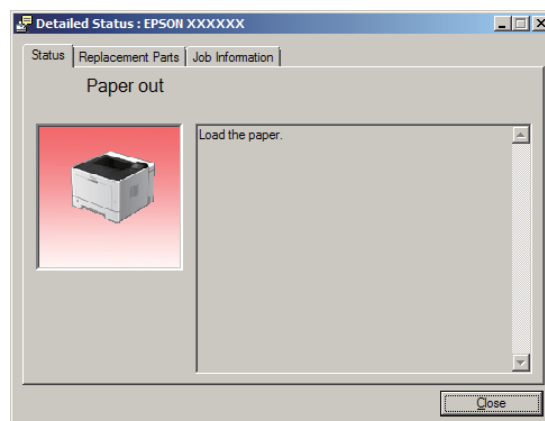 Detailed Status : EPSON XXXXXX
Status Replacement Parts Job Information
Paper out
Load the paper.
Close